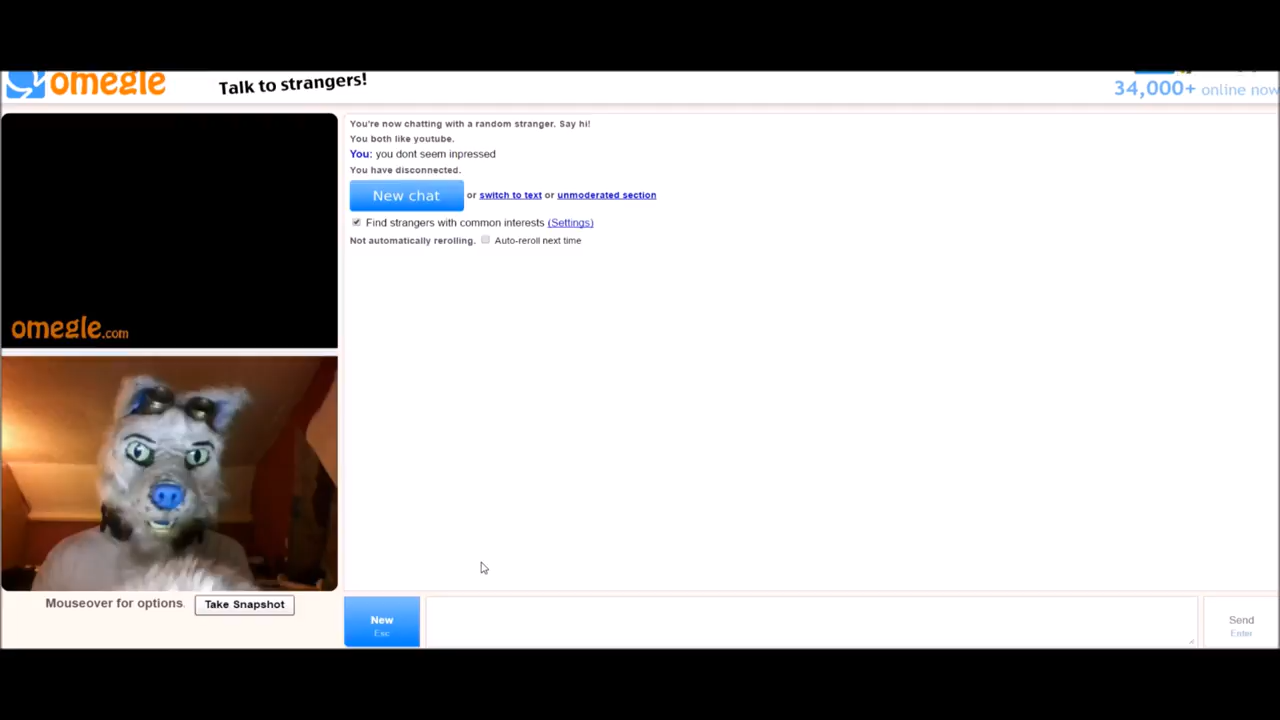 omegle
Talk to strangers!
34,000+ online now
You're now chatting with a random stranger. Say hi!
You both like youtube.
You: you dont seem inpressed
You have disconnected.
New chat or switch to text or unmoderated section
Find strangers with common interests (Settings)
Not automatically rerolling. Auto-reroll next time
omegle.com
Mouseover for options. Take Snapshot
New
Esc
Send
Enter